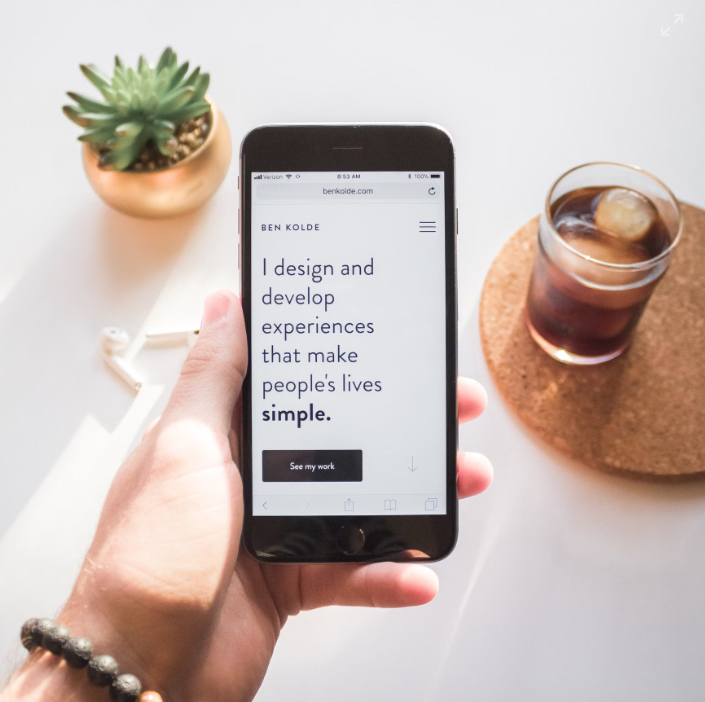 Verizon 6:53 AM 100%
benkolde.com
BEN KOLDE
I design and
develop
experiences
that make
people's lives
simple.
See my work